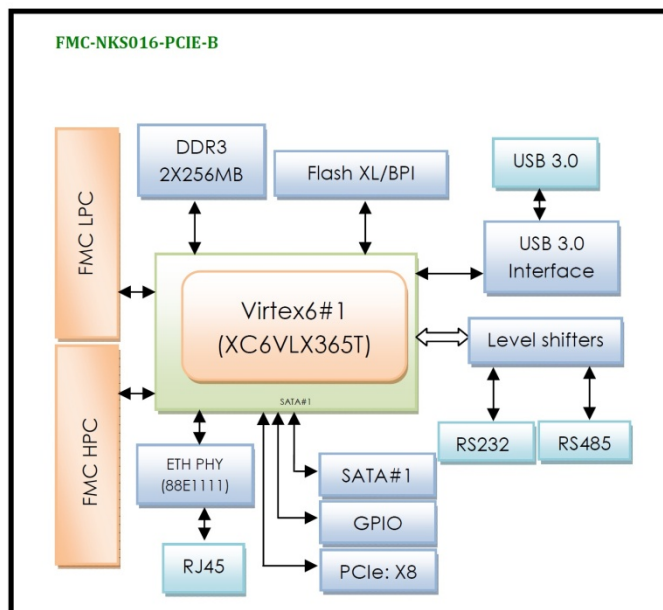 FMC-NKS016-PCIE-B
FMC LPC
DDR3
2X256MB
Flash XL/BPI
USB 3.0
USB 3.0
Interface
Virtex6#1
(XC6VLX365T)
SATA#1
Level shifters
RS232
RS485
FMC HPC
ETH PHY
(88E1111)
RJ45
SATA#1
GPIO
PCIe: X8